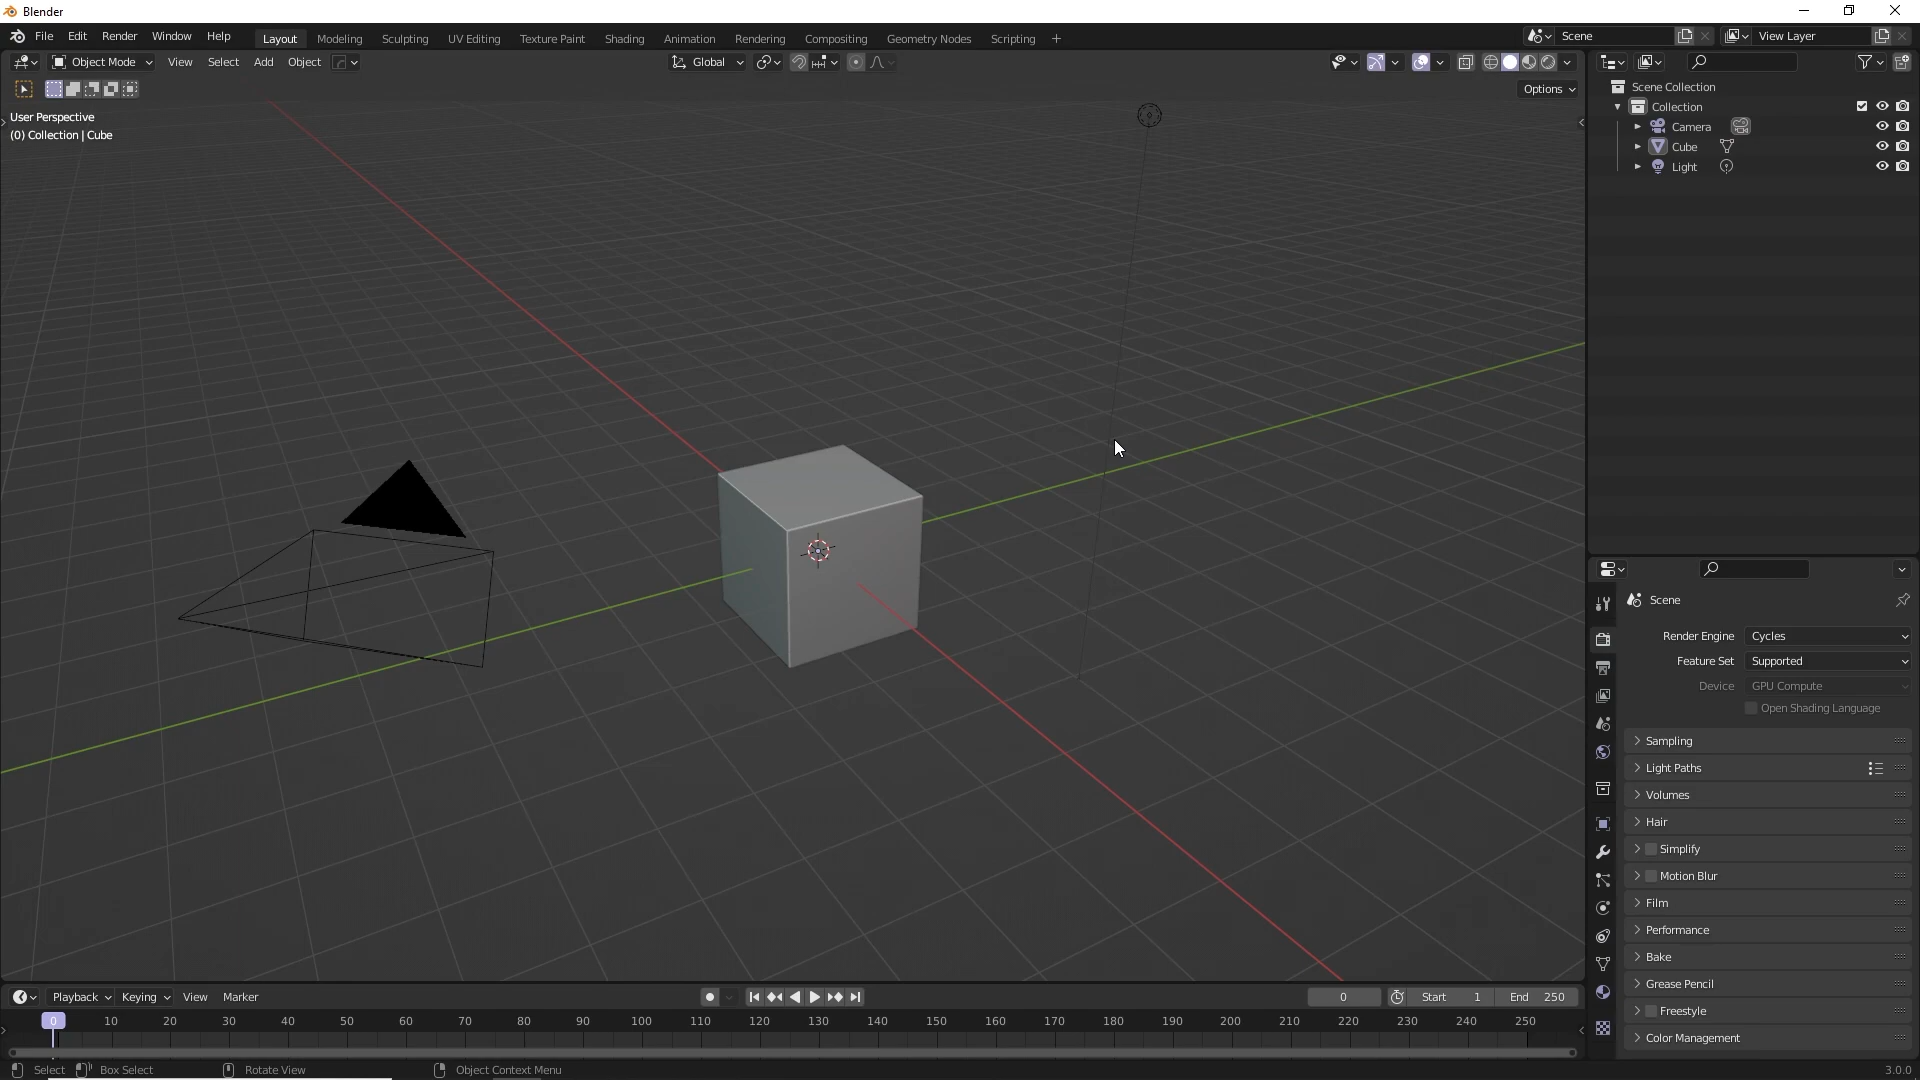 Blender
File Edit Render Window Help Layout Modeling Sculpting UV Editing Texture Paint Shading Animation Rendering Compositing Geometry Nodes Scripting + Scene View Layer
Object Mode View Select Add Object Global
Options
User Perspective
(0) Collection | Cube
Scene Collection
Collection
Camera
Cube
Light
Scene
Render Engine Cycles
Feature Set Supported
Device GPU Compute
Open Shading Language
Sampling
Light Paths
Volumes
Hair
Simplify
Motion Blur
Film
Performance
Bake
Grease Pencil
Freestyle
Color Management
Playback Keying View Marker 0 Start 1 End 250
0 10 20 30 40 50 60 70 80 90 100 110 120 130 140 150 160 170 180 190 200 210 220 230 240 250
Select Box Select Rotate View Object Context Menu 3.0.0